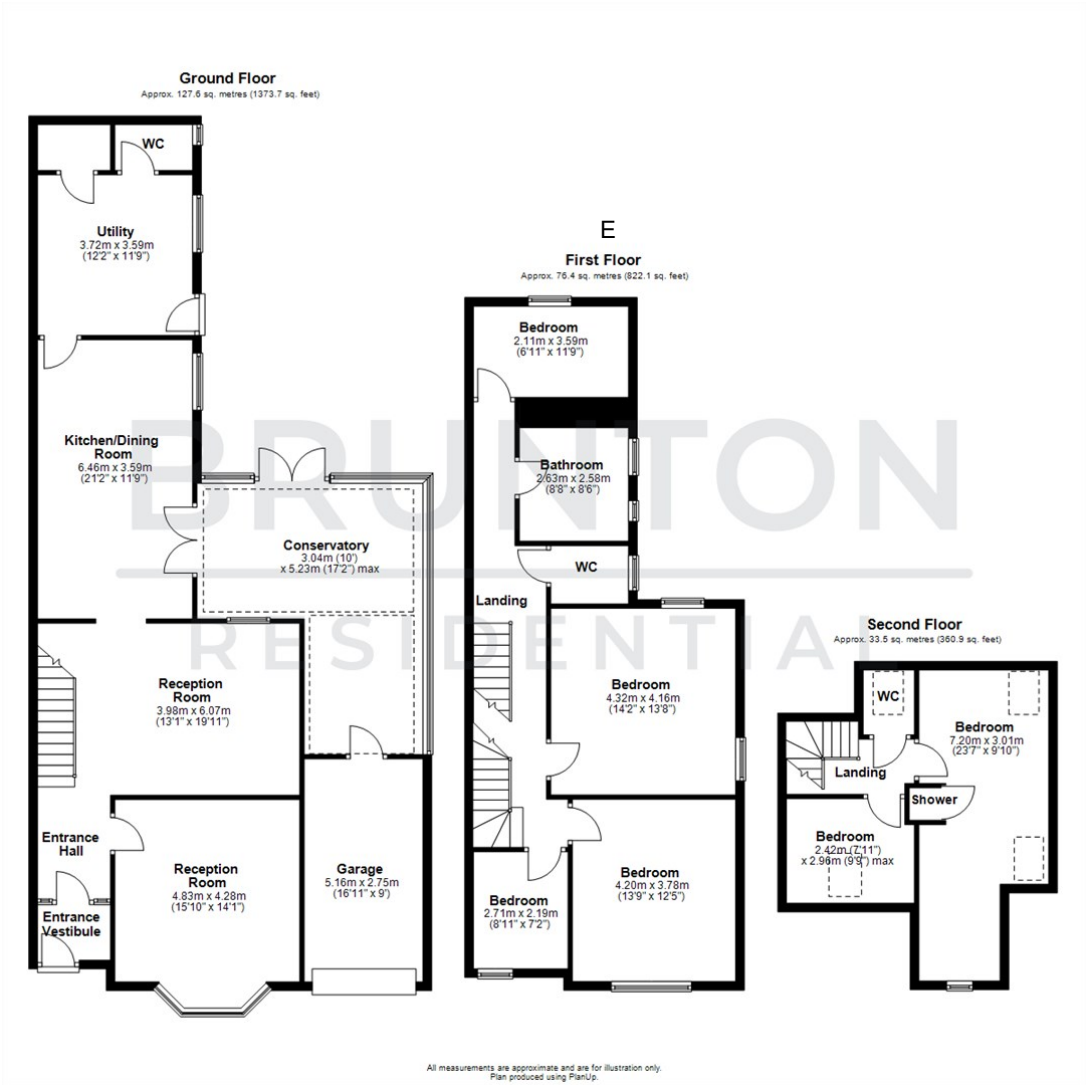 Ground Floor
Approx. 127.6 sq. metres (1373.7 sq. feet)
WC
Utility
3.72m x 3.59m
(12'2" x 11'9")
Kitchen/Dining
Room
6.46m x 3.59m
(21'2" x 11'9")
Conservatory
3.04m (10')
x 5.23m (17'2") max
Reception
Room
3.98m x 6.07m
(13'1" x 19'11")
Entrance
Hall
Reception
Room
4.83m x 4.28m
(15'10" x 14'1")
Garage
5.16m x 2.75m
(16'11" x 9')
Entrance
Vestibule
E
First Floor
Approx. 76.4 sq. metres (822.1 sq. feet)
Bedroom
2.11m x 3.59m
(6'11" x 11'9")
Bathroom
2.63m x 2.58m
(8'8" x 8'6")
WC
Landing
Bedroom
4.32m x 4.16m
(14'2" x 13'8")
Bedroom
4.20m x 3.78m
(13'9" x 12'5")
Bedroom
2.71m x 2.19m
(8'11" x 7'2")
Second Floor
Approx. 33.5 sq. metres (360.9 sq. feet)
WC
Bedroom
7.20m x 3.01m
(23'7" x 9'10")
Landing
Shower
Bedroom
2.42m (7'11")
x 2.96m (9'9") max
BRUNTON
RESIDENTIAL
All measurements are approximate and are for illustration only.
Plan produced using PlanUp.